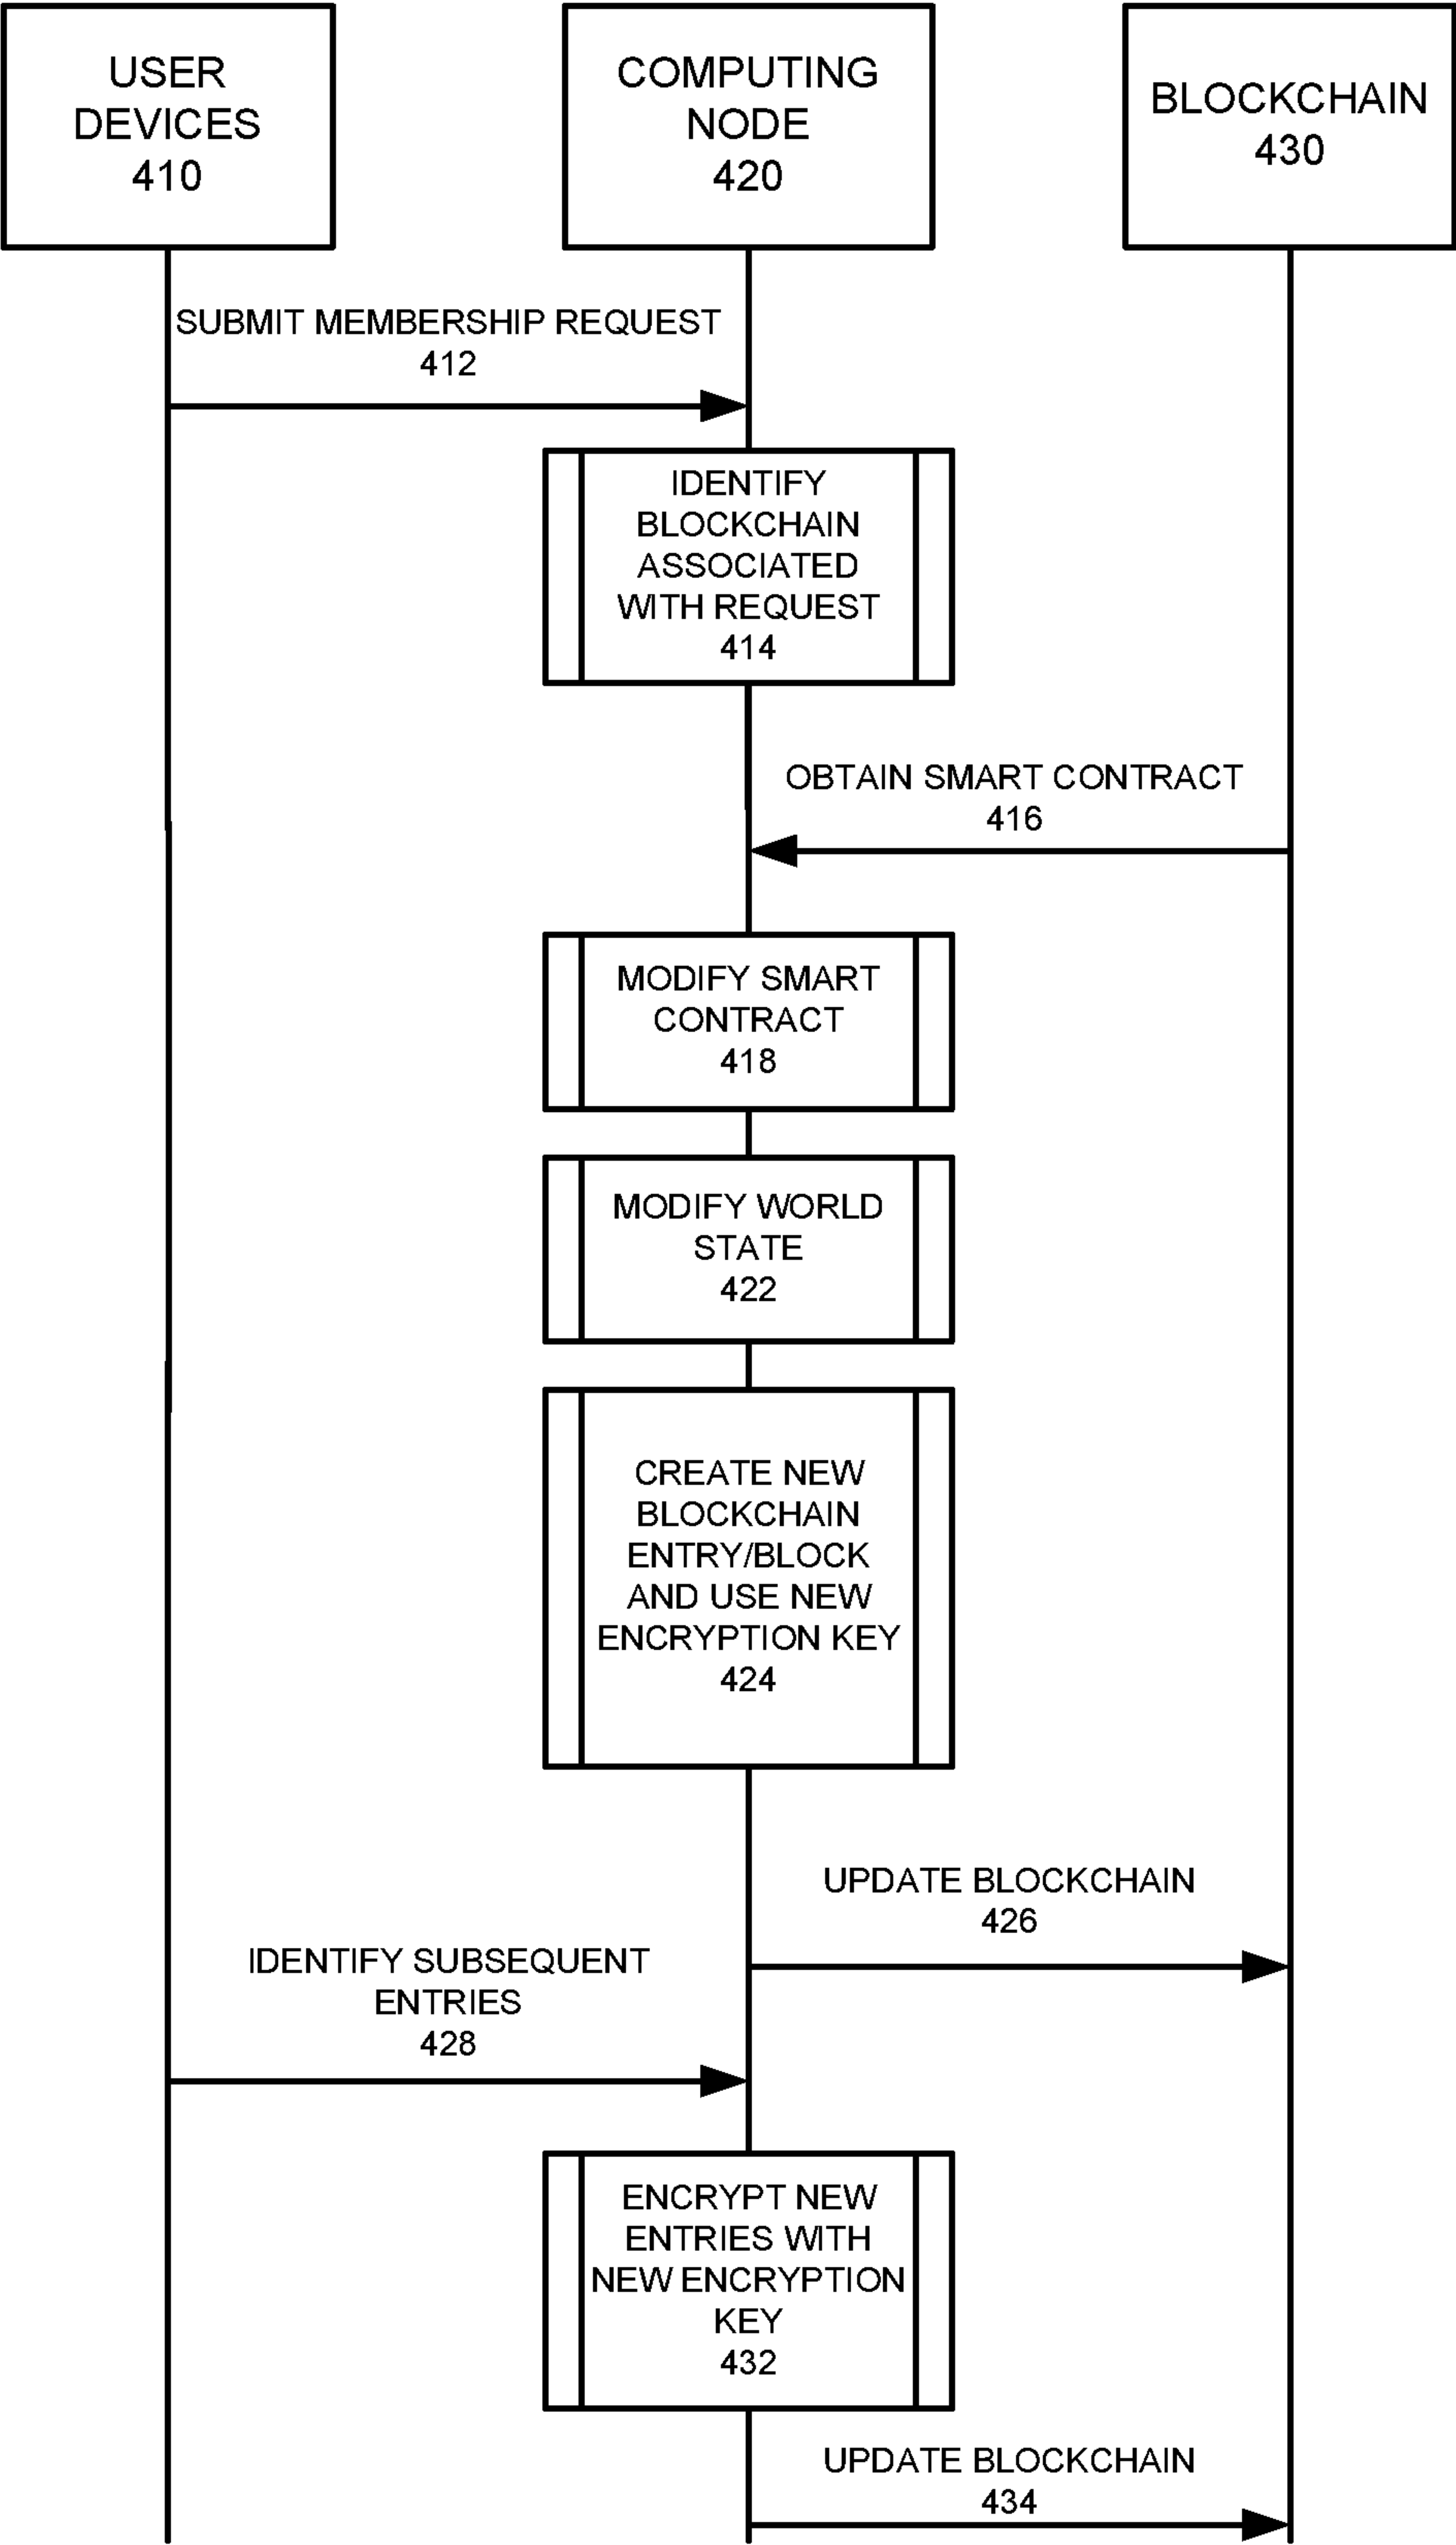 USER
DEVICES
410
COMPUTING
NODE
420
BLOCKCHAIN
430
SUBMIT MEMBERSHIP REQUEST
412
IDENTIFY
BLOCKCHAIN
ASSOCIATED
WITH REQUEST
414
OBTAIN SMART CONTRACT
416
MODIFY SMART
CONTRACT
418
MODIFY WORLD
STATE
422
CREATE NEW
BLOCKCHAIN
ENTRY/BLOCK
AND USE NEW
ENCRYPTION KEY
424
UPDATE BLOCKCHAIN
426
IDENTIFY SUBSEQUENT
ENTRIES
428
ENCRYPT NEW
ENTRIES WITH
NEW ENCRYPTION
KEY
432
UPDATE BLOCKCHAIN
434